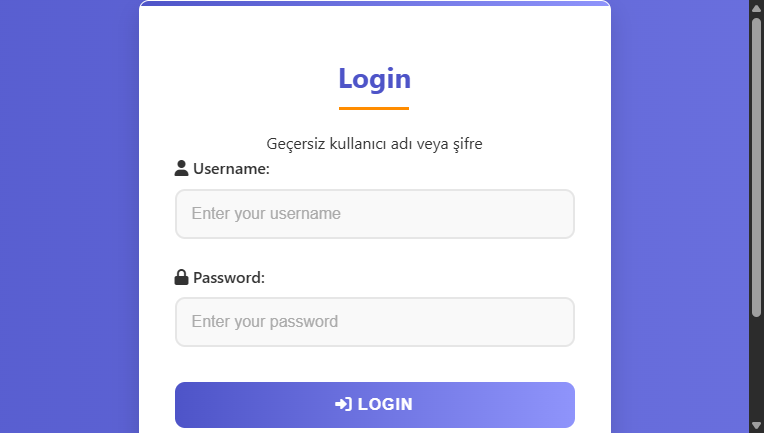 Login
Geçersiz kullanıcı adı veya şifre
Username:
Enter your username
Password:
Enter your password
LOGIN